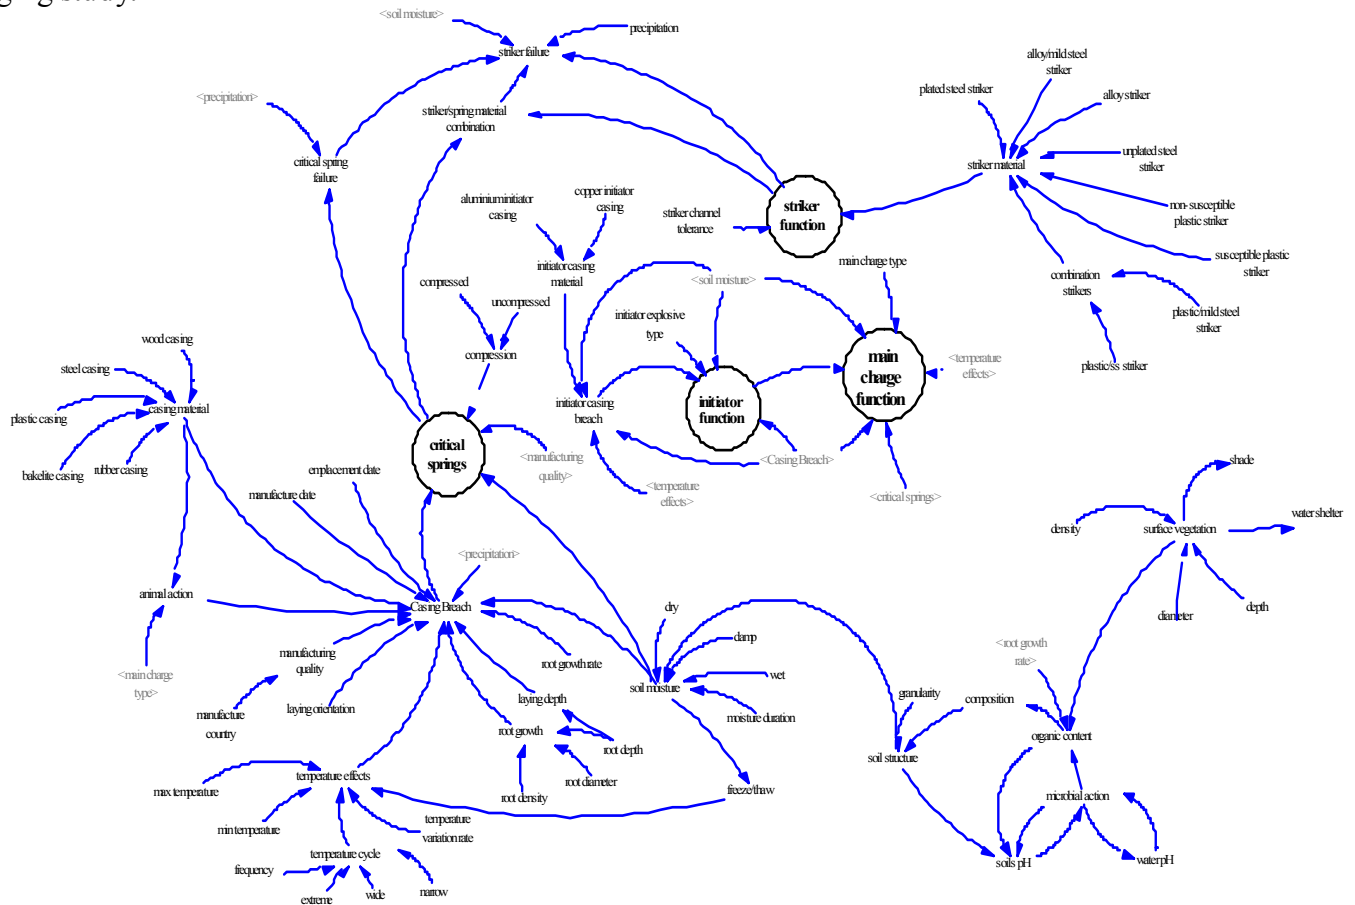 ging study.
<soil moisture>
precipitation
striker failure
alloy/mild steel
striker
plated steel striker
alloy striker
<precipitation>
striker/spring material
combination
critical spring
failure
unplated steel
striker
striker material
non-susceptible
plastic striker
susceptible plastic
striker
combination
strikers
plastic/mild steel
striker
plastic/ss striker
striker
function
striker channel
tolerance
aluminium initiator
casing
copper initiator
casing
initiator casing
material
<soil moisture>
main charge type
compressed
uncompressed
compression
initiator explosive
type
main
charge
function
<temperature
effects>
initiator casing
breach
initiator
function
wood casing
steel casing
plastic casing
casing material
bakelite casing
rubber casing
critical
springs
<manufacturing
quality>
<Casing Breach>
<temperature
effects>
<critical springs>
emplacement date
manufacture date
<precipitation>
shade
water shelter
density
surface vegetation
diameter
depth
animal action
Casing Breach
<main charge
type>
manufacturing
quality
manufacture
country
laying orientation
root growth rate
laying depth
root growth
root depth
root diameter
root density
dry
damp
wet
soil moisture
moisture duration
freeze/thaw
<root growth
rate>
granularity
composition
organic content
soil structure
microbial action
soils pH
water pH
temperature effects
max temperature
min temperature
temperature
variation rate
temperature cycle
frequency
extreme
wide
narrow